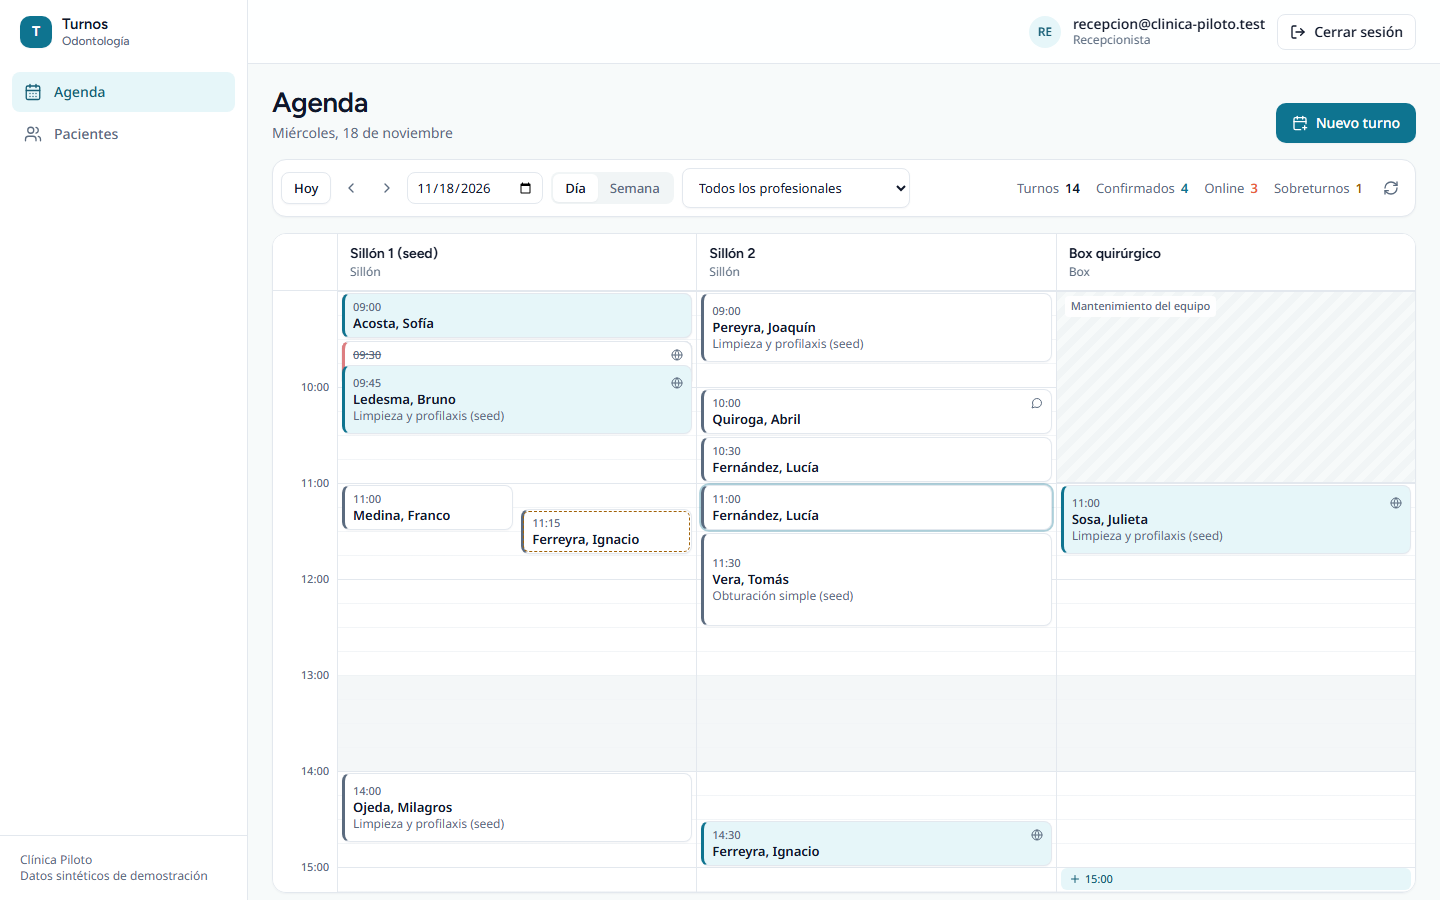 T
Turnos
Odontología
Agenda
Pacientes
Clínica Piloto
Datos sintéticos de demostración
RE
recepcion@clinica-piloto.test
Recepcionista
Cerrar sesión
Agenda
Miércoles, 18 de noviembre
Nuevo turno
Hoy
11/18/2026
Día
Semana
Todos los profesionales
Turnos 14
Confirmados 4
Online 3
Sobreturnos 1
Sillón 1 (seed)
Sillón
Sillón 2
Sillón
Box quirúrgico
Box
10:00
11:00
12:00
13:00
14:00
15:00
09:00
Acosta, Sofía
09:30
09:45
Ledesma, Bruno
Limpieza y profilaxis (seed)
11:00
Medina, Franco
11:15
Ferreyra, Ignacio
14:00
Ojeda, Milagros
Limpieza y profilaxis (seed)
09:00
Pereyra, Joaquín
Limpieza y profilaxis (seed)
10:00
Quiroga, Abril
10:30
Fernández, Lucía
11:00
Fernández, Lucía
11:30
Vera, Tomás
Obturación simple (seed)
14:30
Ferreyra, Ignacio
Mantenimiento del equipo
11:00
Sosa, Julieta
Limpieza y profilaxis (seed)
+ 15:00